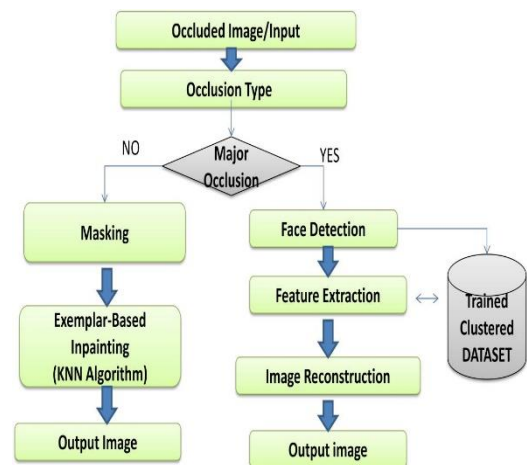 Occluded Image/Input
Occlusion Type
NO
Major
Occlusion
YES
Masking
Face Detection
Exemplar-Based
Inpainting
(KNN Algorithm)
Feature Extraction
Trained
Clustered
DATASET
Image Reconstruction
Output Image
Output image